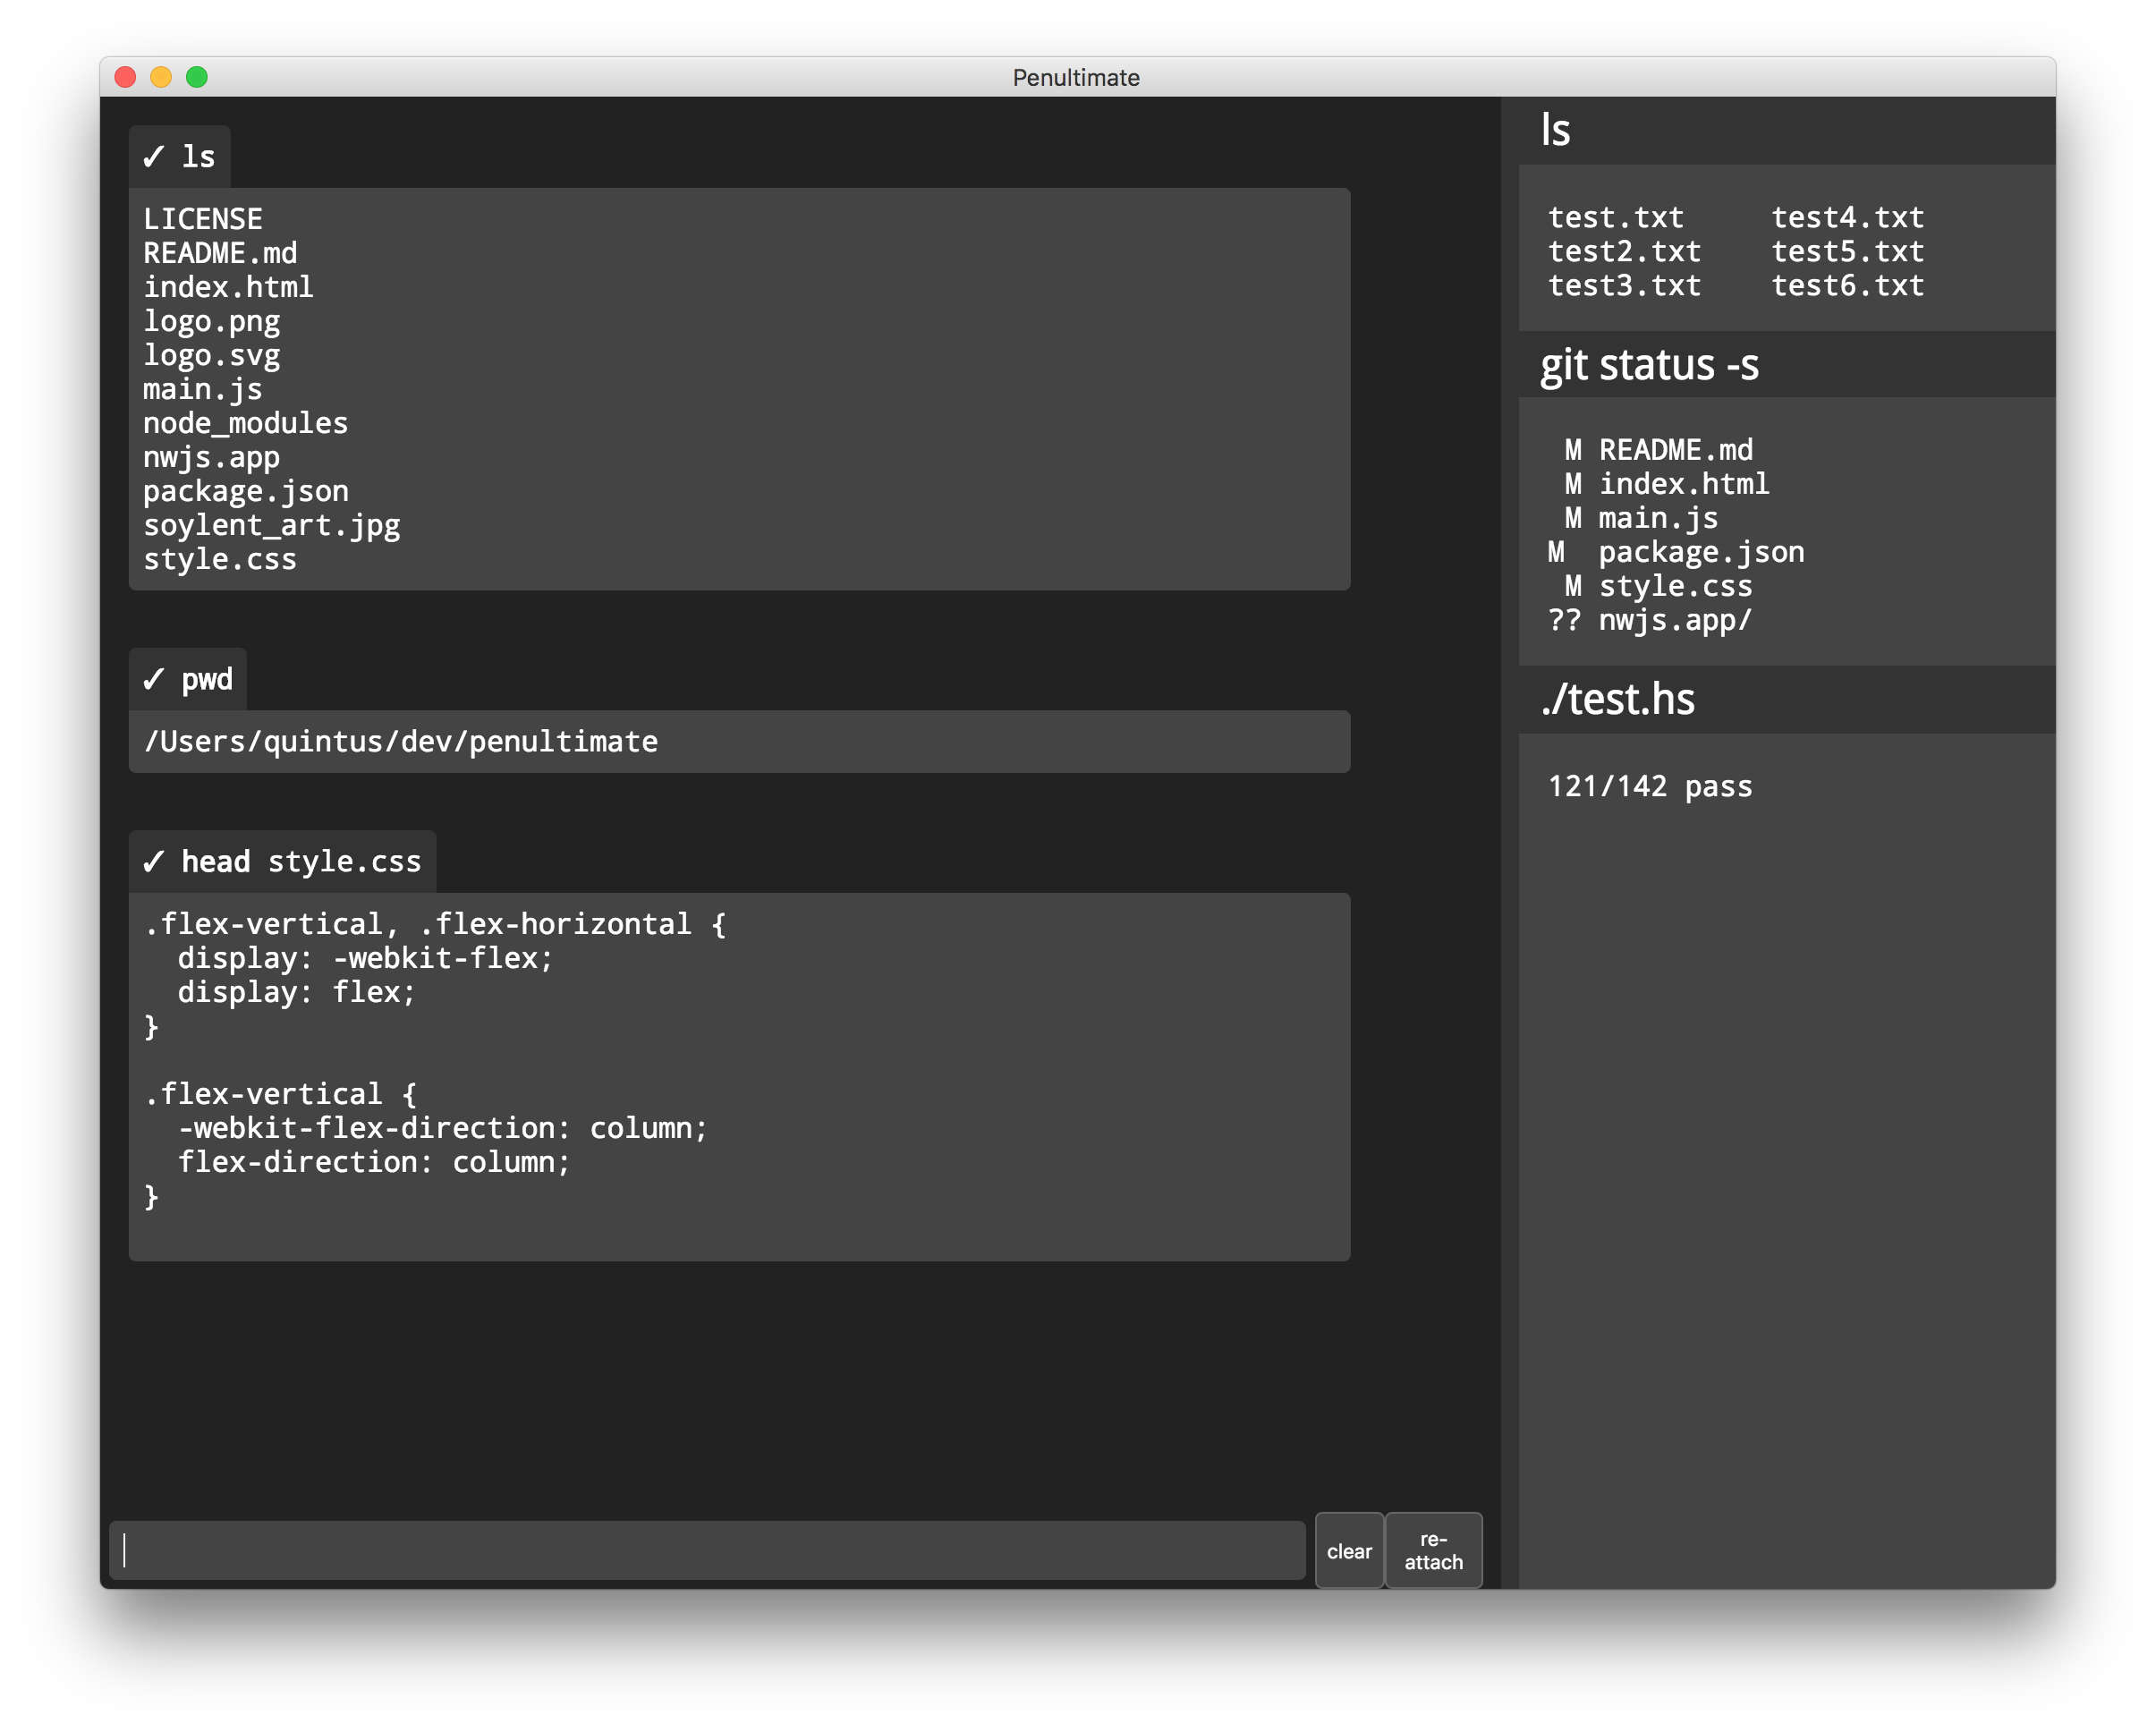 Penultimate
✓ ls
LICENSE
README.md
index.html
logo.png
logo.svg
main.js
node_modules
nwjs.app
package.json
soylent_art.jpg
style.css
✓ pwd
/Users/quintus/dev/penultimate
✓ head style.css
.flex-vertical, .flex-horizontal {
  display: -webkit-flex;
  display: flex;
}

.flex-vertical {
  -webkit-flex-direction: column;
  flex-direction: column;
}
clear
re-
attach
ls
test.txt     test4.txt
test2.txt    test5.txt
test3.txt    test6.txt
git status -s
 M README.md
 M index.html
 M main.js
M  package.json
 M style.css
?? nwjs.app/
./test.hs
121/142 pass